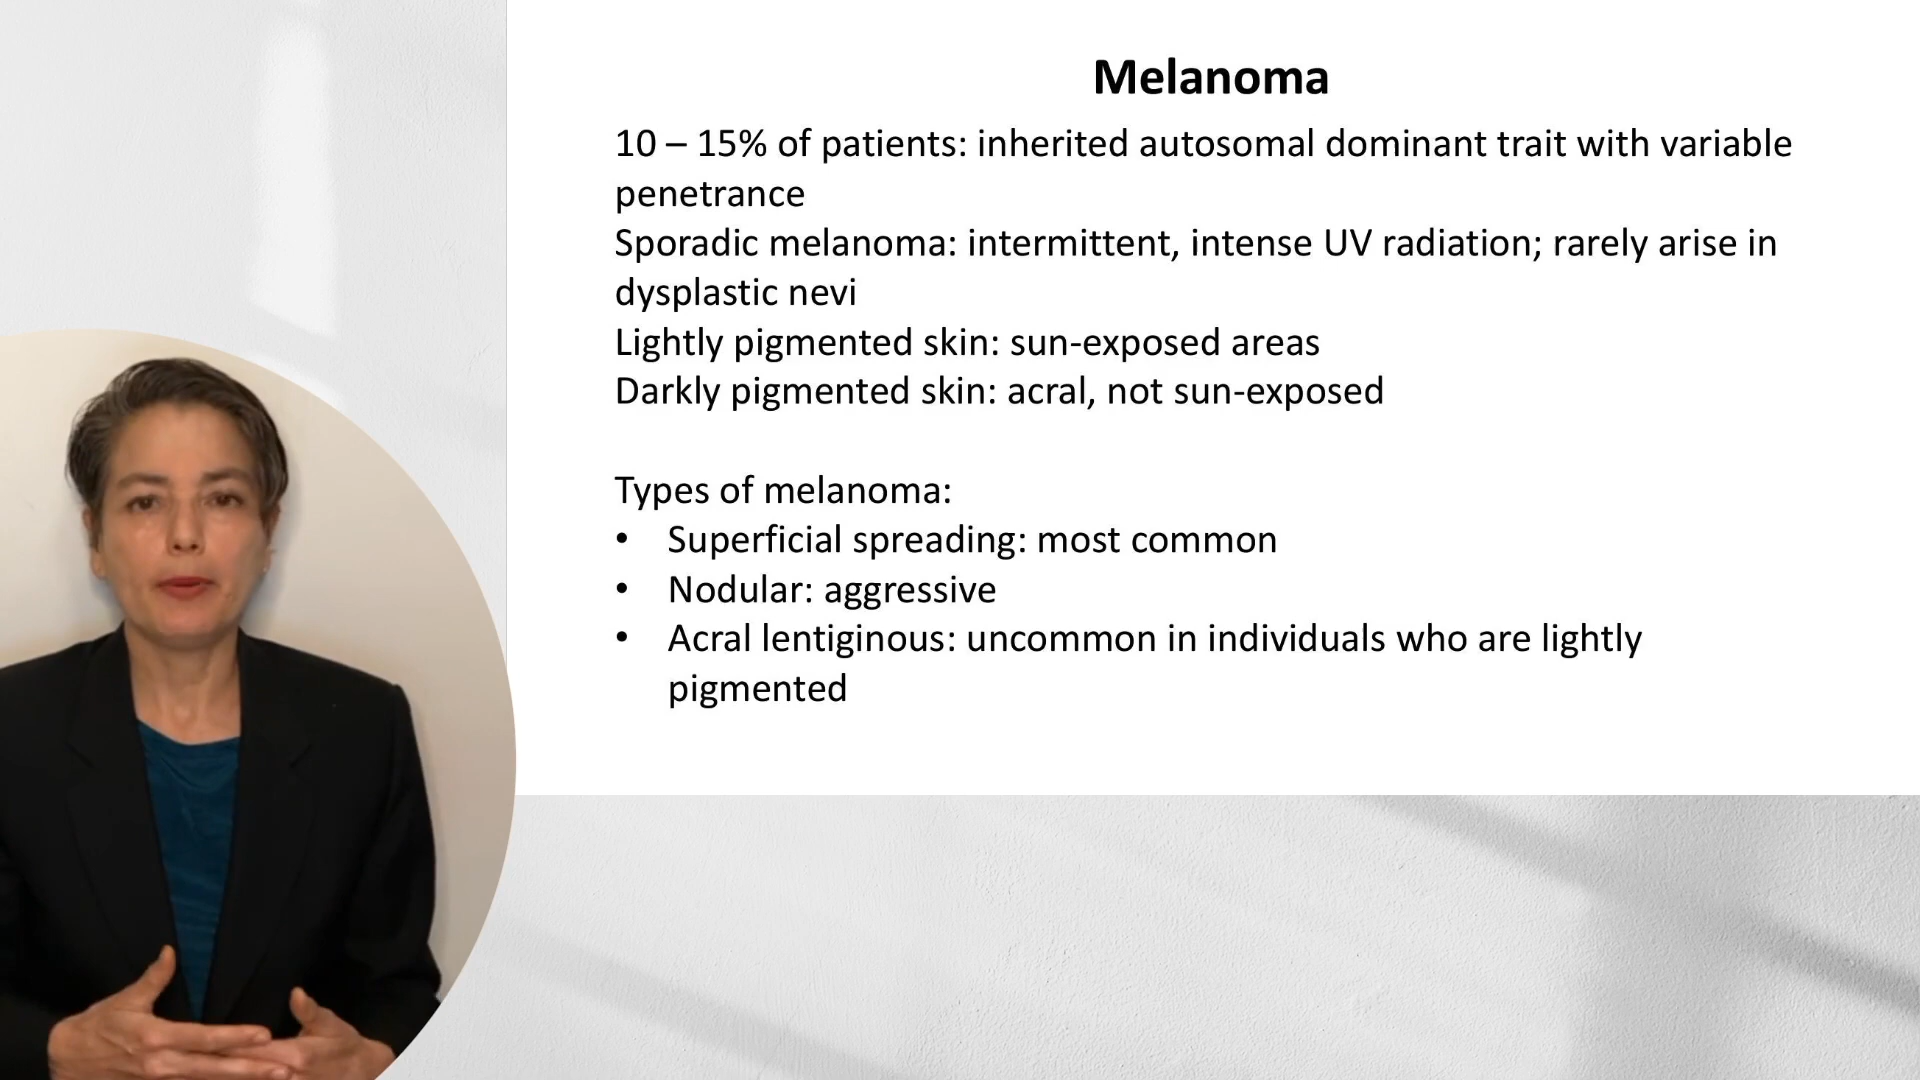 Melanoma
10 – 15% of patients: inherited autosomal dominant trait with variable
penetrance
Sporadic melanoma: intermittent, intense UV radiation; rarely arise in
dysplastic nevi
Lightly pigmented skin: sun-exposed areas
Darkly pigmented skin: acral, not sun-exposed
Types of melanoma:
• Superficial spreading: most common
• Nodular: aggressive
• Acral lentiginous: uncommon in individuals who are lightly
pigmented